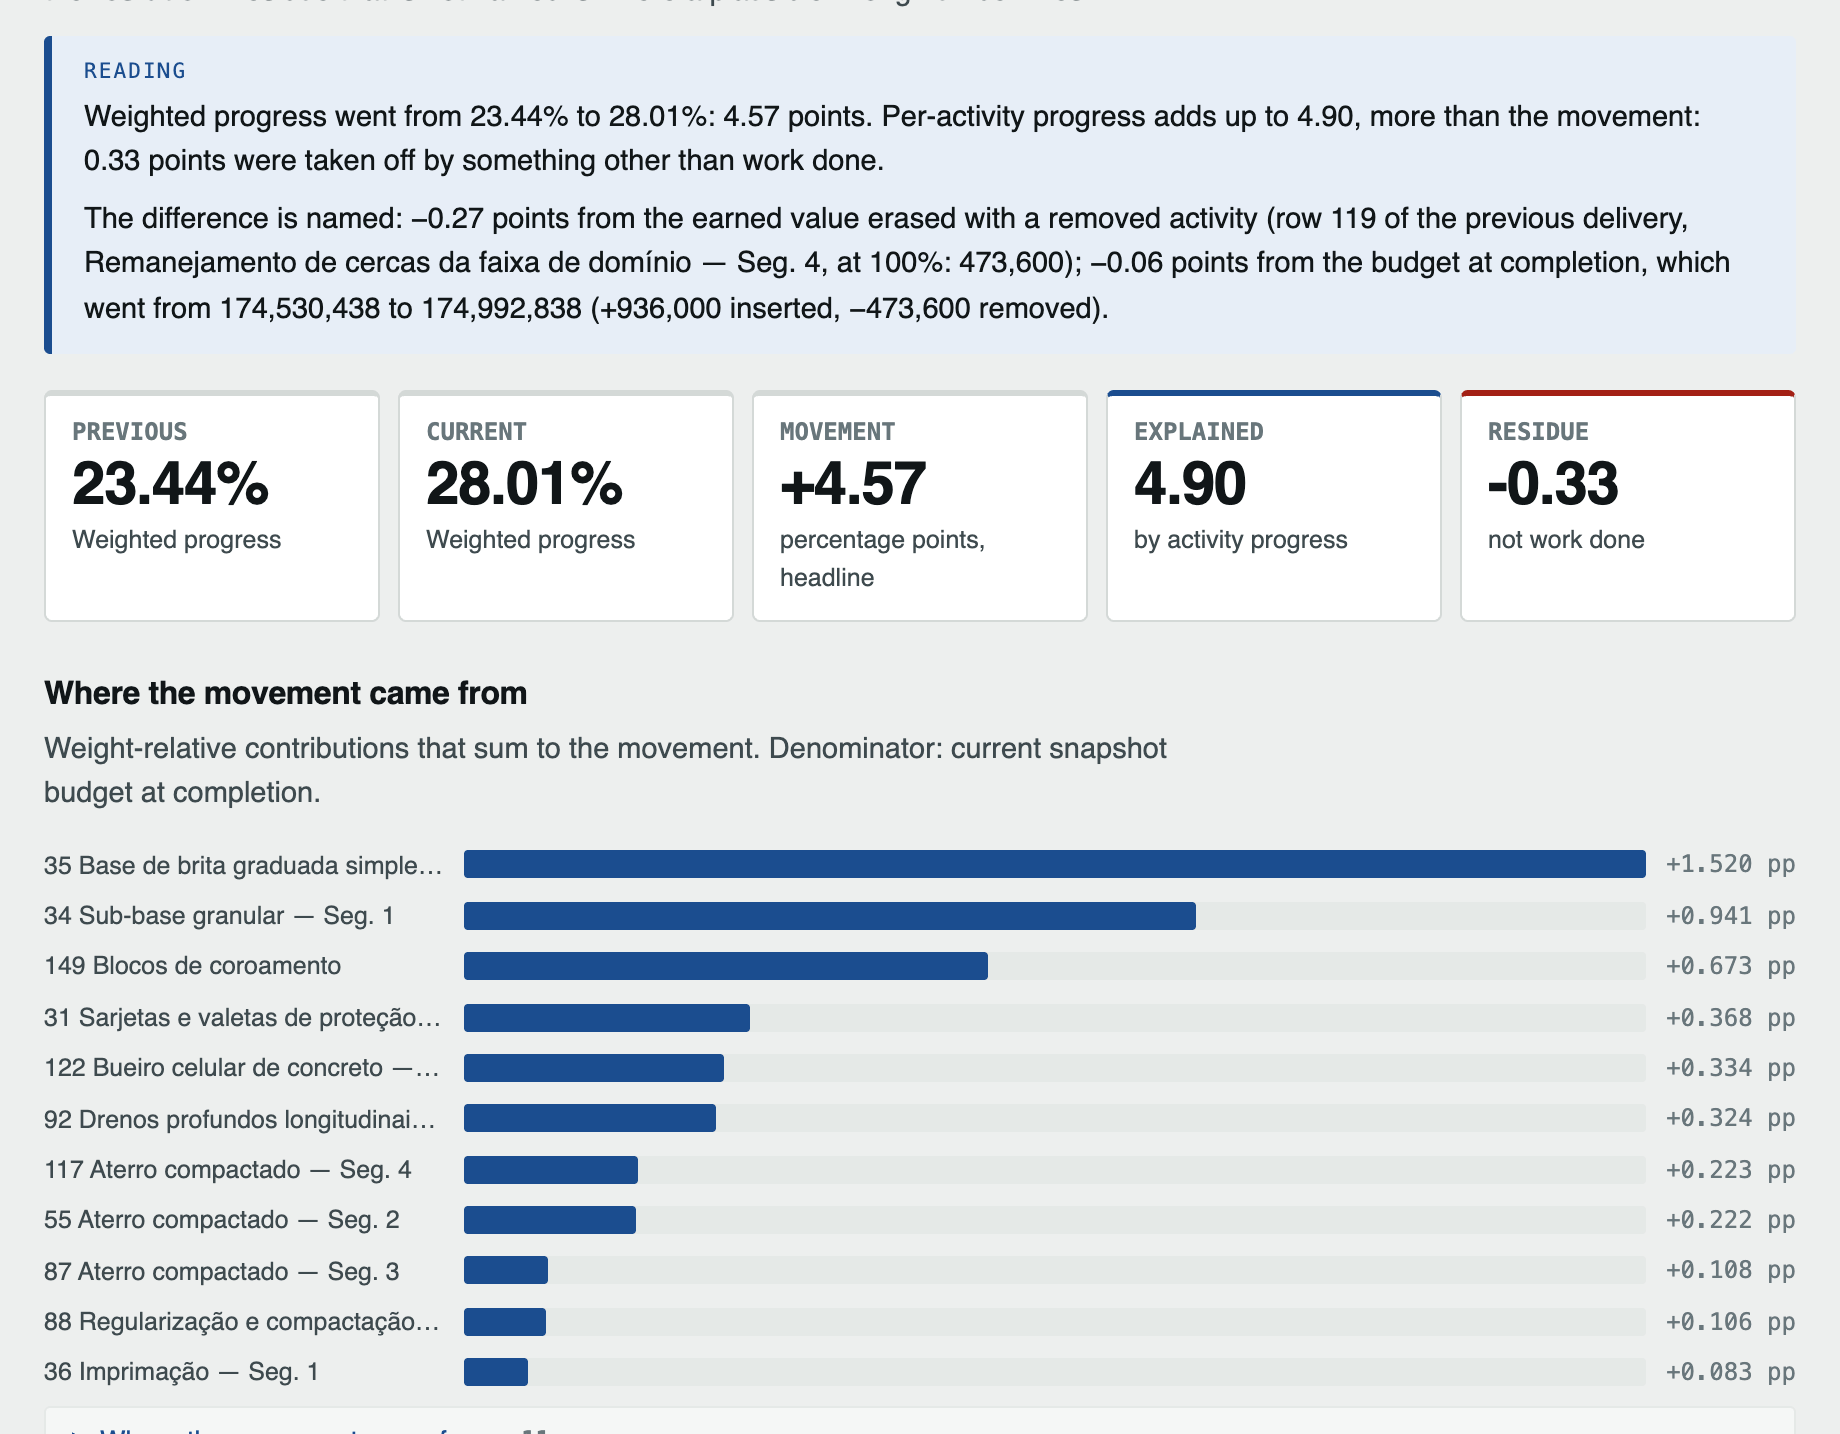 READING
Weighted progress went from 23.44% to 28.01%: 4.57 points. Per-activity progress adds up to 4.90, more than the movement:
0.33 points were taken off by something other than work done.
The difference is named: −0.27 points from the earned value erased with a removed activity (row 119 of the previous delivery,
Remanejamento de cercas da faixa de domínio — Seg. 4, at 100%: 473,600); −0.06 points from the budget at completion, which
went from 174,530,438 to 174,992,838 (+936,000 inserted, −473,600 removed).
PREVIOUS
23.44%
Weighted progress
CURRENT
28.01%
Weighted progress
MOVEMENT
+4.57
percentage points,
headline
EXPLAINED
4.90
by activity progress
RESIDUE
-0.33
not work done
Where the movement came from
Weight-relative contributions that sum to the movement. Denominator: current snapshot
budget at completion.
35 Base de brita graduada simple… +1.520 pp
34 Sub-base granular — Seg. 1 +0.941 pp
149 Blocos de coroamento +0.673 pp
31 Sarjetas e valetas de proteção… +0.368 pp
122 Bueiro celular de concreto —… +0.334 pp
92 Drenos profundos longitudinai… +0.324 pp
117 Aterro compactado — Seg. 4 +0.223 pp
55 Aterro compactado — Seg. 2 +0.222 pp
87 Aterro compactado — Seg. 3 +0.108 pp
88 Regularização e compactação… +0.106 pp
36 Imprimação — Seg. 1 +0.083 pp